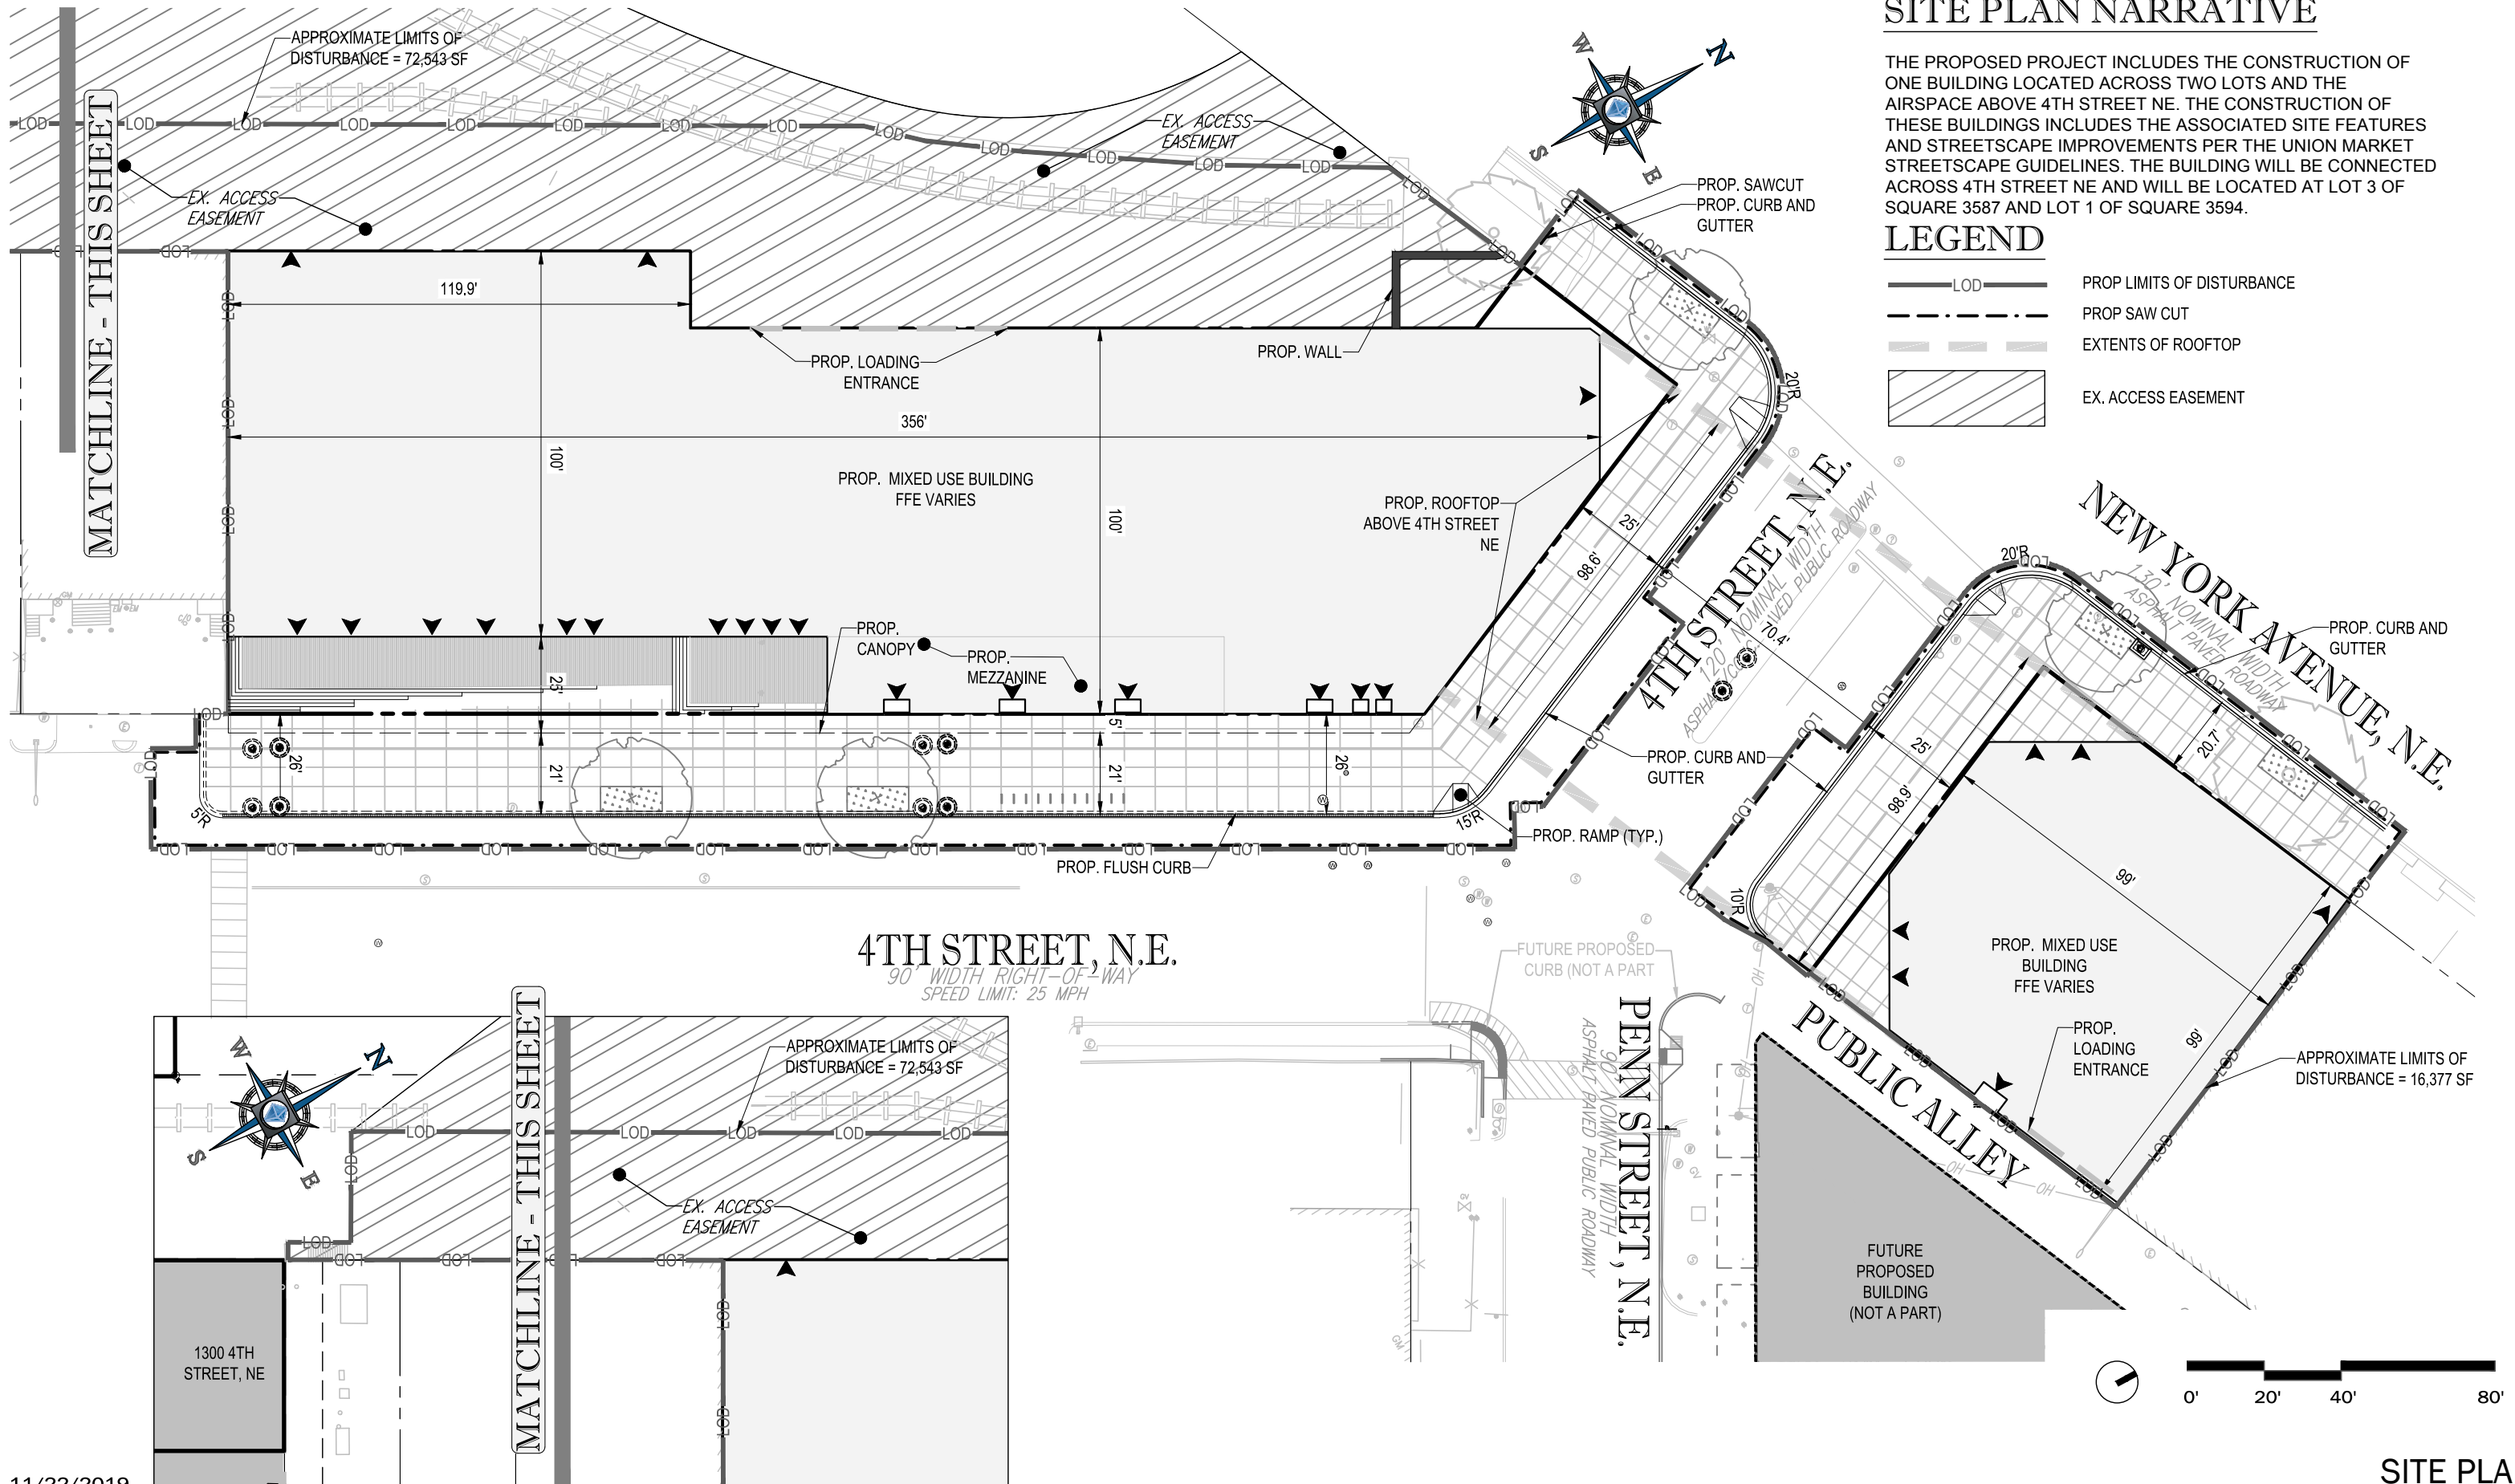 SITE PLAN NARRATIVE
THE PROPOSED PROJECT INCLUDES THE CONSTRUCTION OF
ONE BUILDING LOCATED ACROSS TWO LOTS AND THE
AIRSPACE ABOVE 4TH STREET NE. THE CONSTRUCTION OF
THESE BUILDINGS INCLUDES THE ASSOCIATED SITE FEATURES
AND STREETSCAPE IMPROVEMENTS PER THE UNION MARKET
STREETSCAPE GUIDELINES. THE BUILDING WILL BE CONNECTED
ACROSS 4TH STREET NE AND WILL BE LOCATED AT LOT 3 OF
SQUARE 3587 AND LOT 1 OF SQUARE 3594.
LEGEND
LOD
PROP LIMITS OF DISTURBANCE
PROP SAW CUT
EXTENTS OF ROOFTOP
EX. ACCESS EASEMENT
APPROXIMATE LIMITS OF
DISTURBANCE = 72,543 SF
MATCHLINE - THIS SHEET
EX. ACCESS
EASEMENT
EX. ACCESS
EASEMENT
W
N
S
E
PROP. SAWCUT
PROP. CURB AND
GUTTER
119.9'
PROP. LOADING
ENTRANCE
PROP. WALL
356'
100'
100'
PROP. MIXED USE BUILDING
FFE VARIES
PROP. ROOFTOP
ABOVE 4TH STREET
NE
20'R
25'
98.6'
4TH STREET, N.E.
120' NOMINAL WIDTH
70.4'
PROP.
CANOPY
PROP.
MEZZANINE
25'
5'
26'
21'
21'
26'
5'R
15'R
PROP. CURB AND
GUTTER
PROP. RAMP (TYP.)
PROP. FLUSH CURB
NEW YORK AVENUE, N.E.
130' NOMINAL WIDTH
ASPHALT PAVED ROADWAY
20'R
PROP. CURB AND
GUTTER
25'
20.7'
98.9'
99'
99'
10'R
PROP. MIXED USE
BUILDING
FFE VARIES
PROP.
LOADING
ENTRANCE
APPROXIMATE LIMITS OF
DISTURBANCE = 16,377 SF
PUBLIC ALLEY
4TH STREET, N.E.
90' WIDTH RIGHT-OF-WAY
SPEED LIMIT: 25 MPH
FUTURE PROPOSED
CURB (NOT A PART
PENN STREET, N.E.
90' NOMINAL WIDTH
ASPHALT PAVED PUBLIC ROADWAY
FUTURE
PROPOSED
BUILDING
(NOT A PART)
W
N
S
E
MATCHLINE - THIS SHEET
APPROXIMATE LIMITS OF
DISTURBANCE = 72,543 SF
EX. ACCESS
EASEMENT
1300 4TH
STREET, NE
0' 20' 40' 80'
SITE PLA